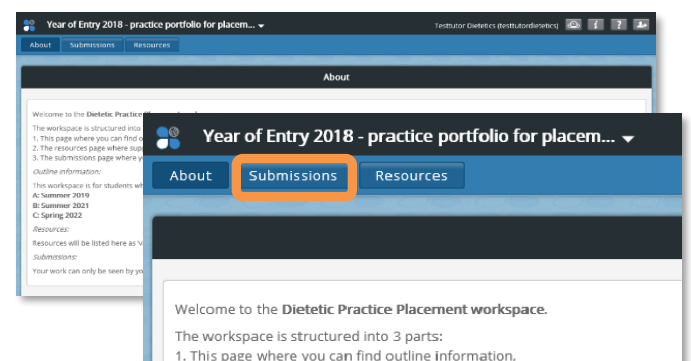 Year of Entry 2018 - practice portfolio for placem...
Testtutor Dietetics (testtutordietetics)
About Submissions Resources
About
Welcome to the Dietetic Practice
The workspace is structured into
1. This page where you can find o
2. The resources page where sup
3. The submissions page where y
Outline information:
This workspace is for students wh
A: Summer 2019
B: Summer 2021
C: Spring 2022
Resources:
Resources will be listed here as
Submissions:
Your work can only be seen by yo
Year of Entry 2018 - practice portfolio for placem...
About Submissions Resources
Welcome to the Dietetic Practice Placement workspace.
The workspace is structured into 3 parts:
1. This page where you can find outline information.